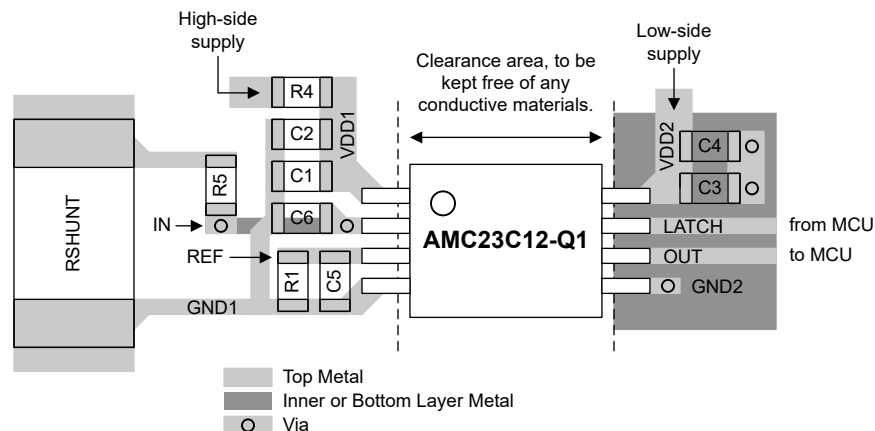 High-side
supply
Clearance area, to be
kept free of any
conductive materials.
Low-side
supply
R4
C2
C1
C6
VDD1
R5
IN
REF
R1
C5
GND1
RSHUNT
AMC23C12-Q1
VDD2
C4
C3
LATCH
from MCU
OUT
to MCU
GND2
Top Metal
Inner or Bottom Layer Metal
Via